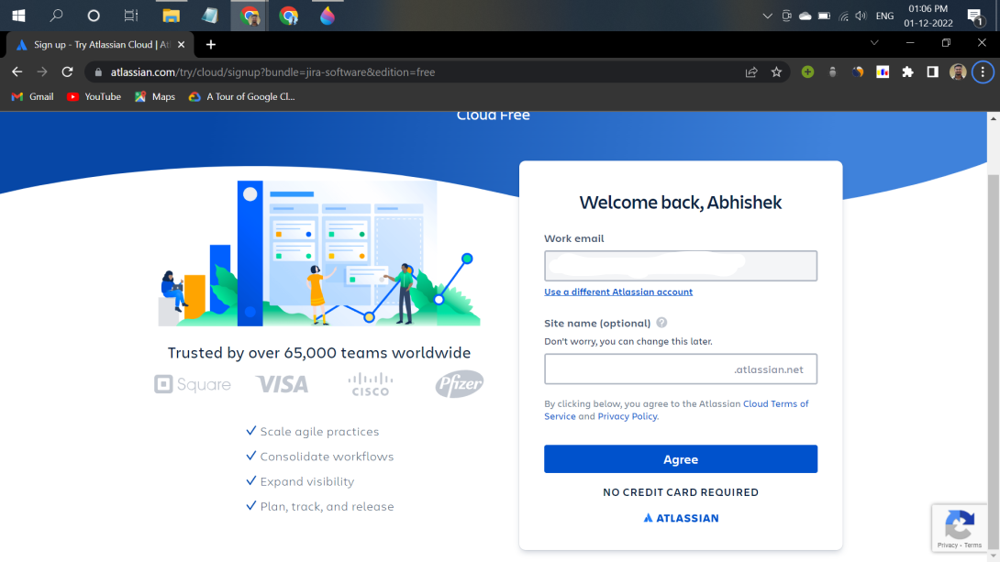 01:06 PM
ENG
01-12-2022
1
Sign up - Try Atlassian Cloud | At
atlassian.com/try/cloud/signup?bundle=jira-software&edition=free
Gmail
YouTube
Maps
A Tour of Google Cl...
Cloud Free
Welcome back, Abhishek
Work email
Use a different Atlassian account
Site name (optional) ?
Don't worry, you can change this later.
.atlassian.net
By clicking below, you agree to the Atlassian Cloud Terms of
Service and Privacy Policy.
Agree
NO CREDIT CARD REQUIRED
ATLASSIAN
Trusted by over 65,000 teams worldwide
Square
VISA
CISCO
Pfizer
Scale agile practices
Consolidate workflows
Expand visibility
Plan, track, and release
Privacy - Terms